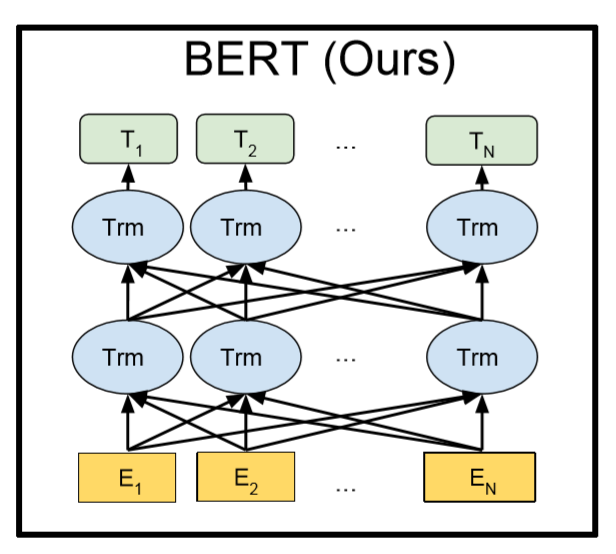 BERT (Ours)
T1 T2 ... TN
Trm Trm ... Trm
Trm Trm ... Trm
E1 E2 ... EN